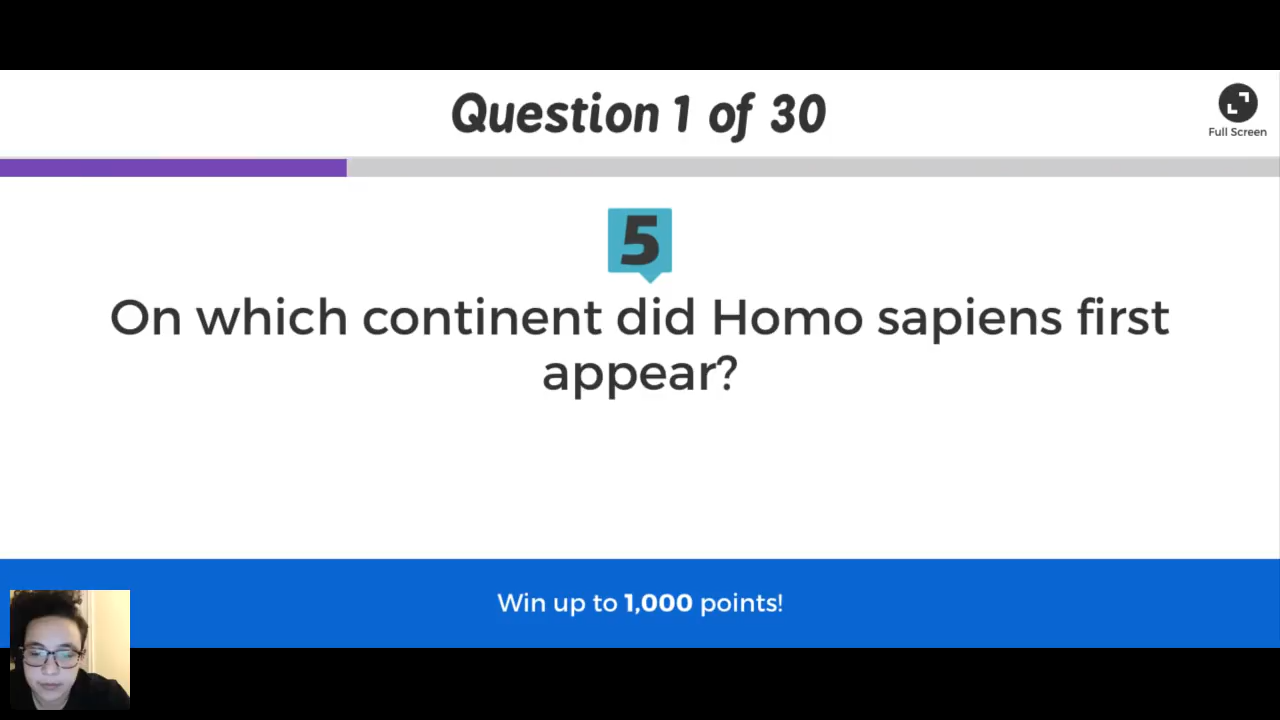 Question 1 of 30
Full Screen
5
On which continent did Homo sapiens first
appear?
Win up to 1,000 points!